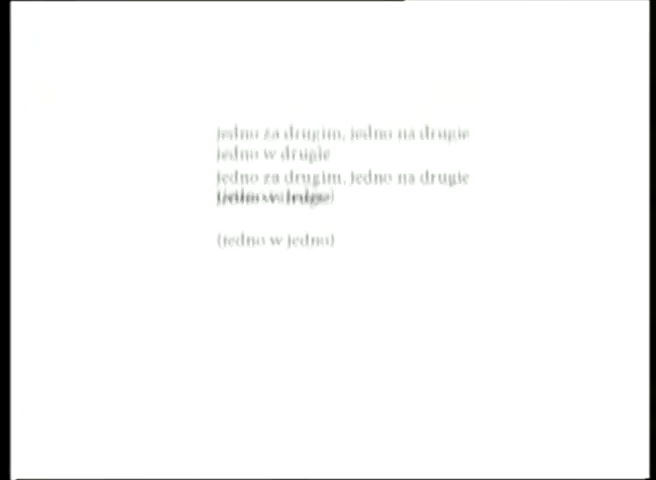 jedno za drugim, jedno na drugie
jedno w drugie
jedno za drugim, jedno na drugie
(jedno w jedno)